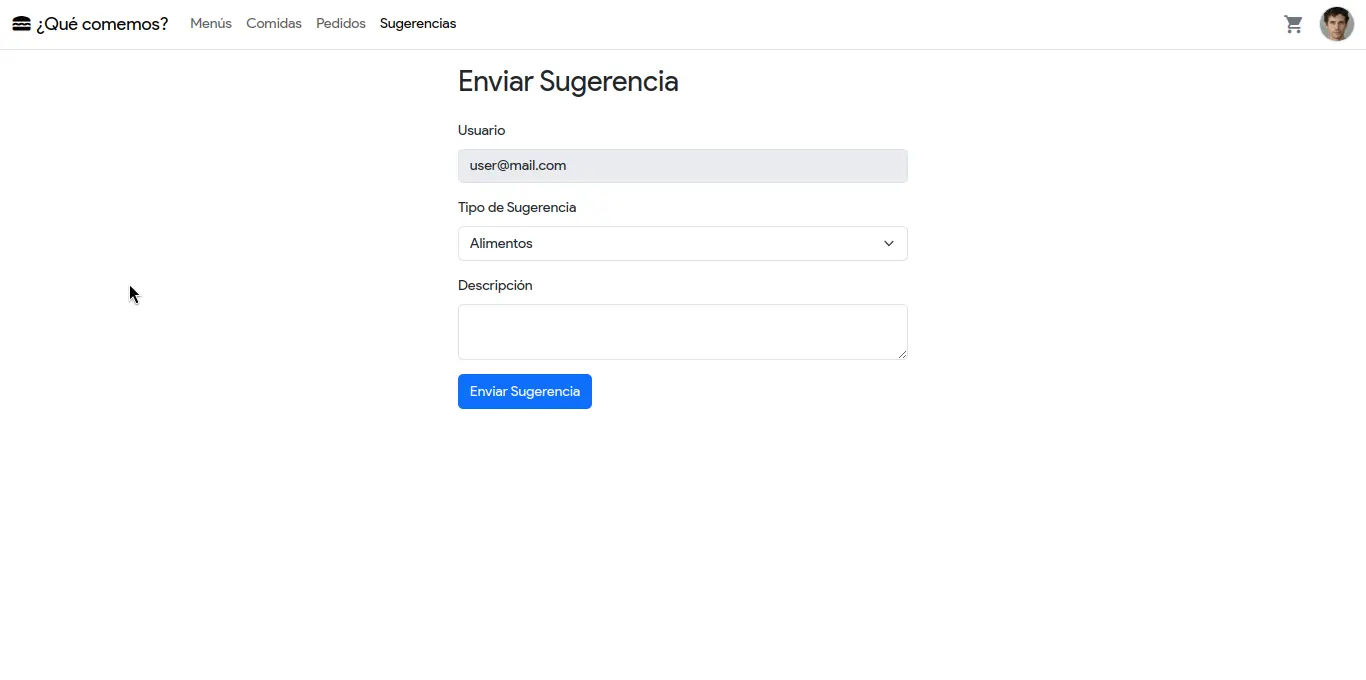 ¿Qué comemos? Menús Comidas Pedidos Sugerencias
Enviar Sugerencia
Usuario
user@mail.com
Tipo de Sugerencia
Alimentos
Descripción
Enviar Sugerencia